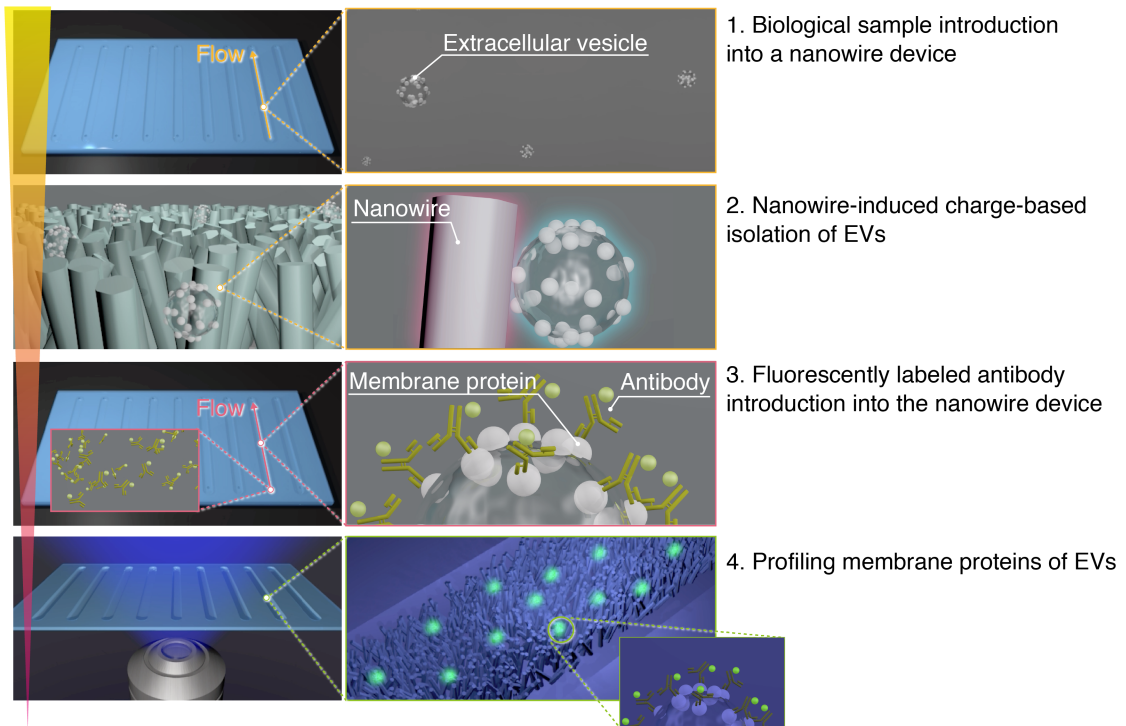 Flow
Extracellular vesicle
1. Biological sample introduction
into a nanowire device
Nanowire
2. Nanowire-induced charge-based
isolation of EVs
Flow
Membrane protein
Antibody
3. Fluorescently labeled antibody
introduction into the nanowire device
4. Profiling membrane proteins of EVs